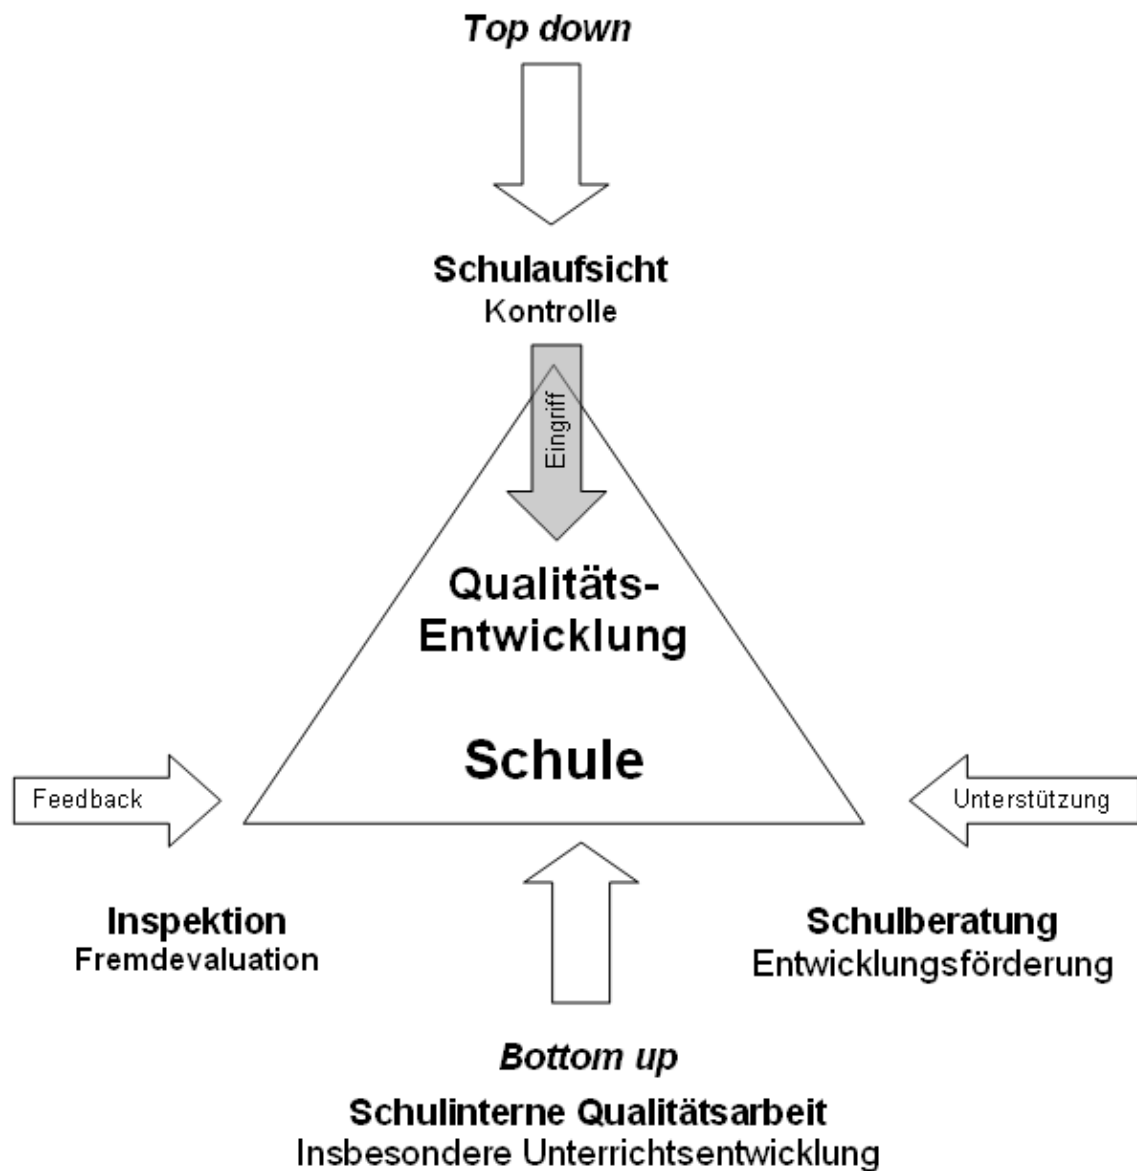 Top down
Schulaufsicht
Kontrolle
Eingriff
Qualitäts-
Entwicklung
Schule
Feedback
Unterstützung
Inspektion
Fremdevaluation
Schulberatung
Entwicklungsförderung
Bottom up
Schulinterne Qualitätsarbeit
Insbesondere Unterrichtsentwicklung